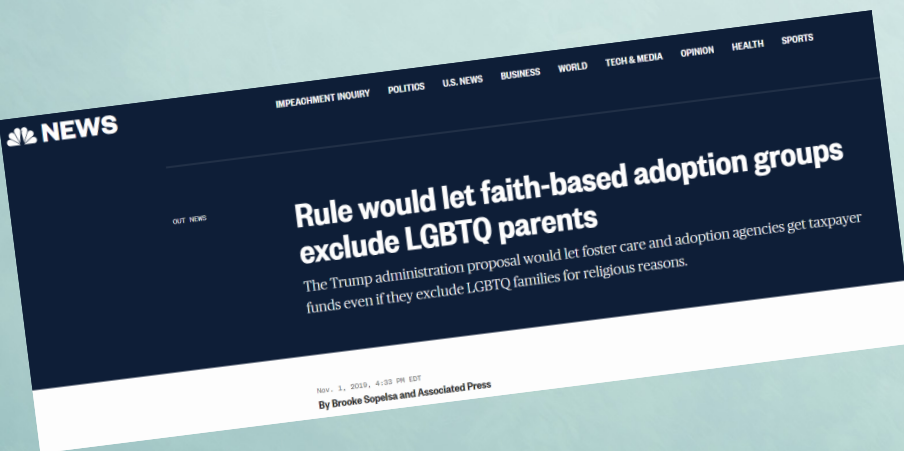 NEWS
IMPEACHMENT INQUIRY POLITICS U.S. NEWS BUSINESS WORLD TECH & MEDIA OPINION HEALTH SPORTS
OUT NEWS
Rule would let faith-based adoption groups
exclude LGBTQ parents
The Trump administration proposal would let foster care and adoption agencies get taxpayer
funds even if they exclude LGBTQ families for religious reasons.
Nov. 1, 2019, 4:33 PM EDT
By Brooke Sopelsa and Associated Press